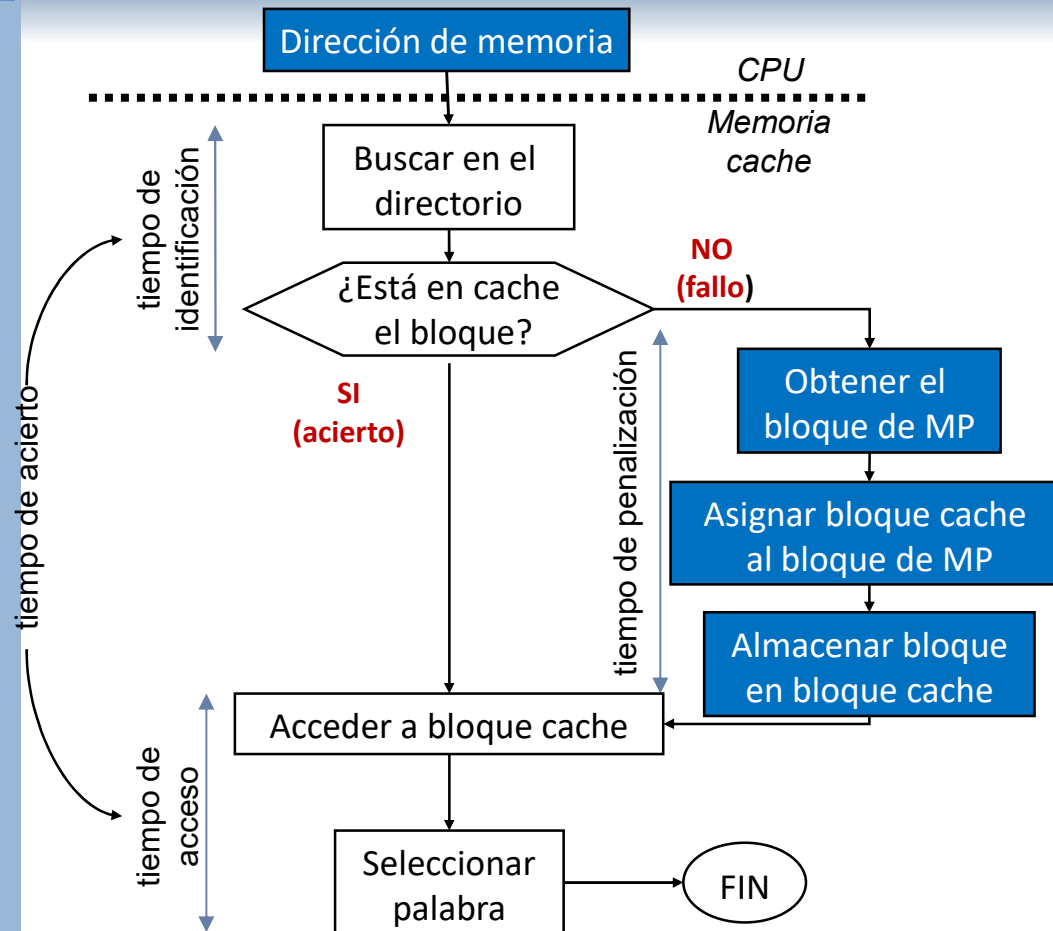 Dirección de memoria
CPU
Memoria
cache
Buscar en el
directorio
tiempo de
identificación
¿Está en cache
el bloque?
NO
(fallo)
SI
(acierto)
tiempo de acierto
tiempo de penalización
Obtener el
bloque de MP
Asignar bloque cache
al bloque de MP
Almacenar bloque
en bloque cache
Acceder a bloque cache
tiempo de
acceso
Seleccionar
palabra
FIN